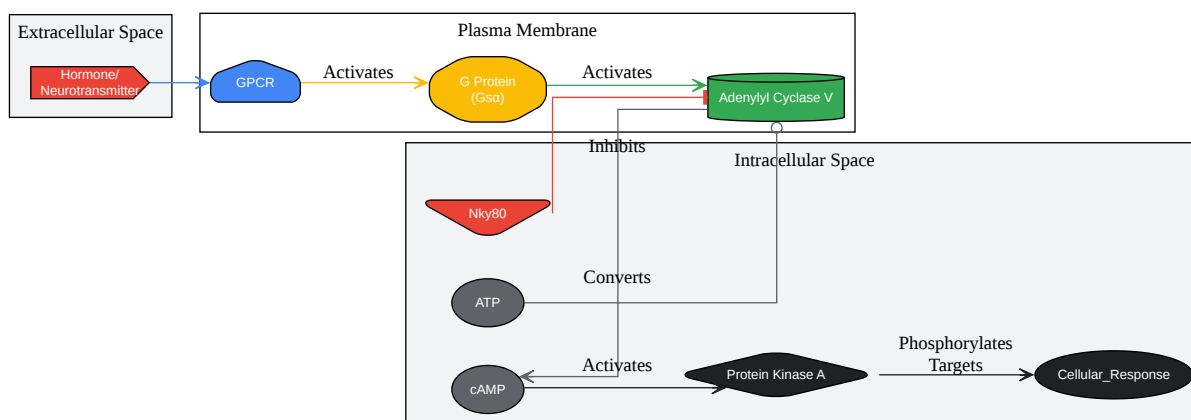 Extracellular Space
Plasma Membrane
Hormone/
Neurotransmitter
GPCR
Activates
G Protein
(Gsα)
Activates
Adenylyl Cyclase V
Inhibits
Intracellular Space
Nky80
ATP
Converts
cAMP
Activates
Protein Kinase A
Phosphorylates
Targets
Cellular_Response